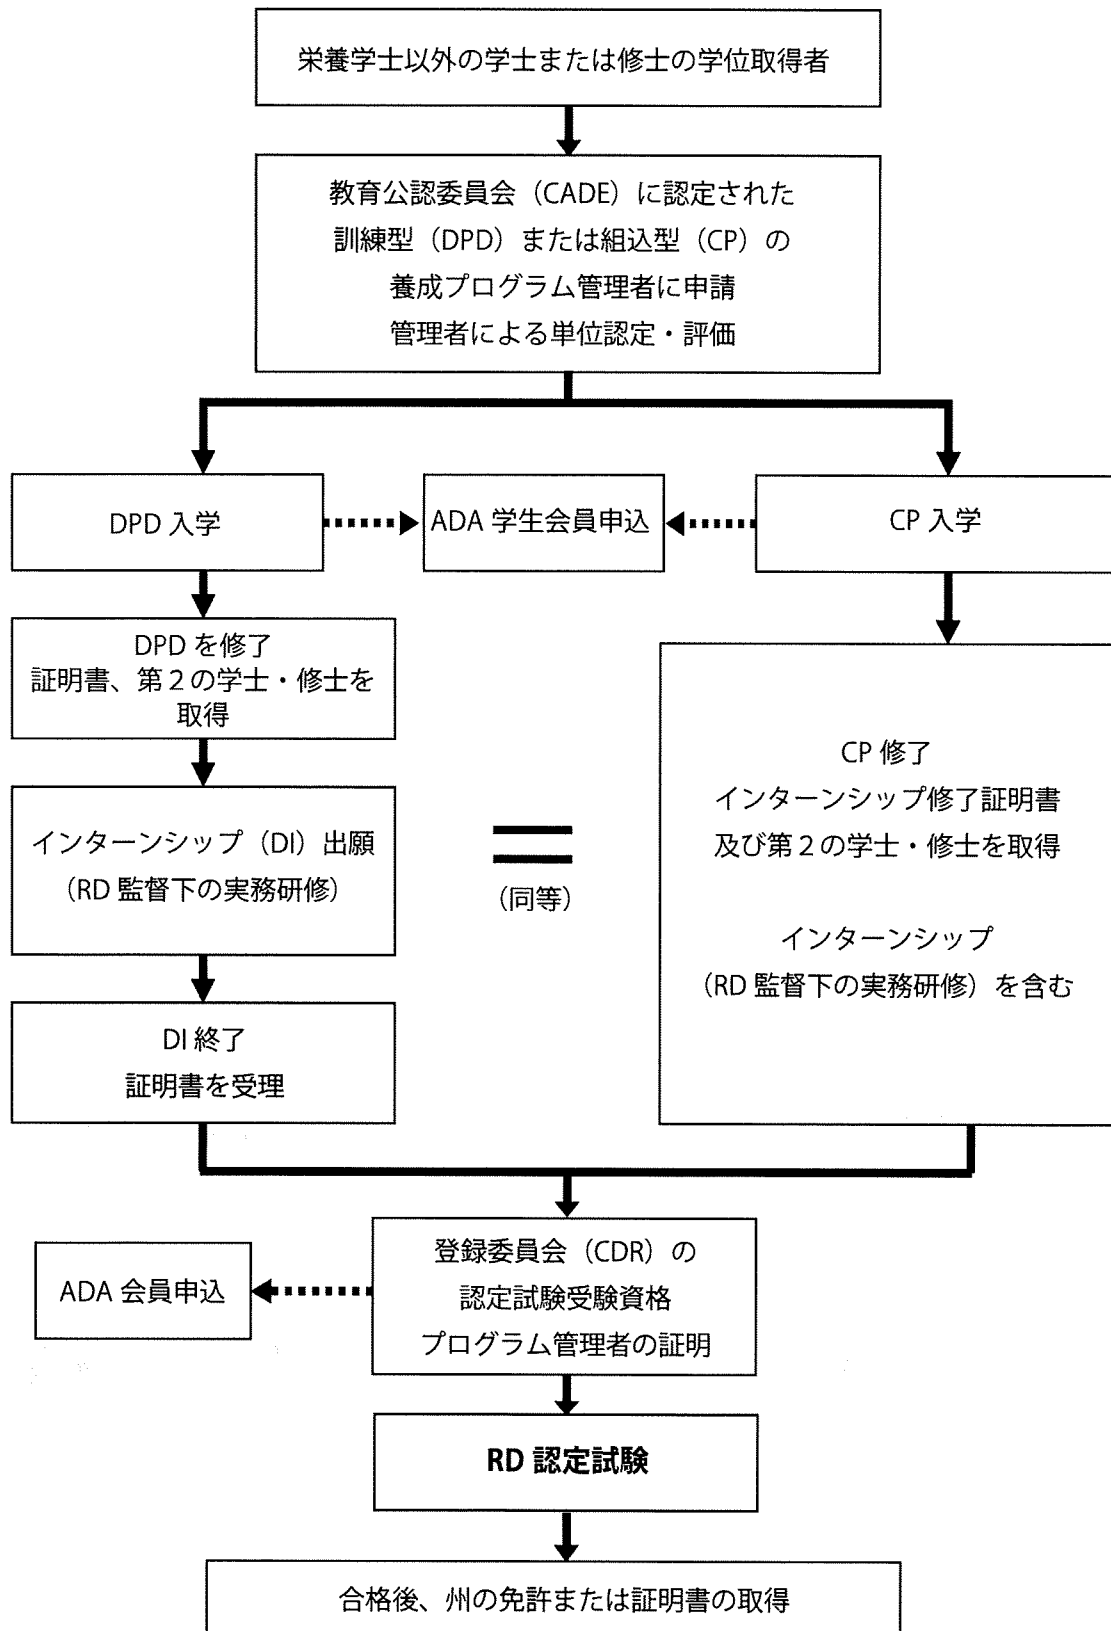 栄養学士以外の学士または修士の学位取得者
教育公認委員会（CADE）に認定された
訓練型（DPD）または組込型（CP）の
養成プログラム管理者に申請
管理者による単位認定・評価
DPD 入学
ADA 学生会員申込
CP 入学
DPD を修了
証明書、第２の学士・修士を
取得
インターンシップ（DI）出願
（RD 監督下の実務研修）
DI 終了
証明書を受理
（同等）
CP 修了
インターンシップ修了証明書
及び第２の学士・修士を取得
インターンシップ
（RD 監督下の実務研修）を含む
ADA 会員申込
登録委員会（CDR）の
認定試験受験資格
プログラム管理者の証明
RD 認定試験
合格後、州の免許または証明書の取得